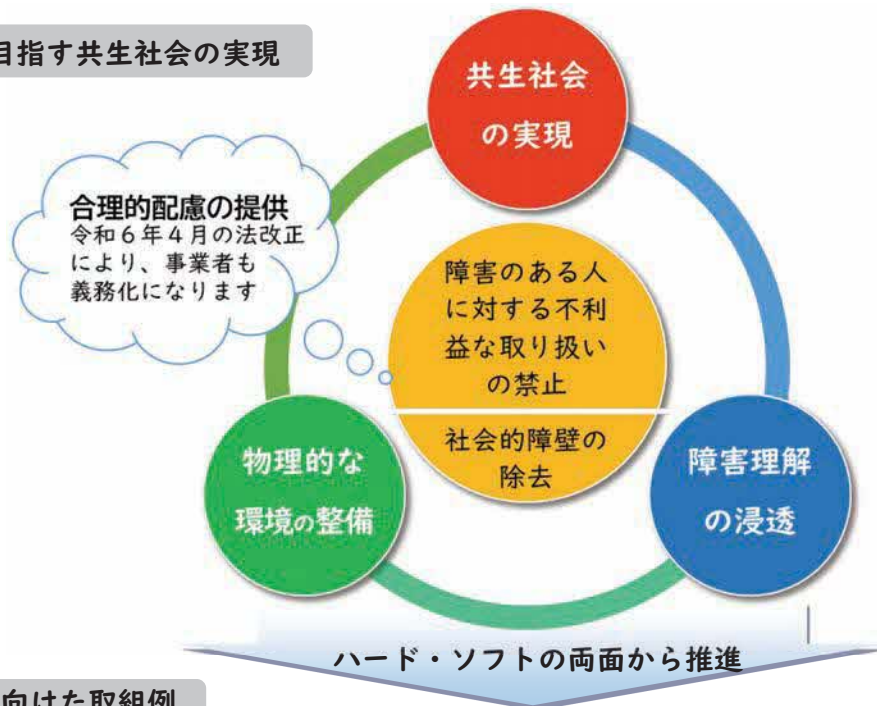 目指す共生社会の実現
共生社会
の実現
合理的配慮の提供
令和６年４月の法改正
により、事業者も
義務化になります
障害のある人
に対する不利
益な取り扱い
の禁止
社会的障壁の
除去
物理的な
環境の整備
障害理解
の浸透
ハード・ソフトの両面から推進
向けた取組例